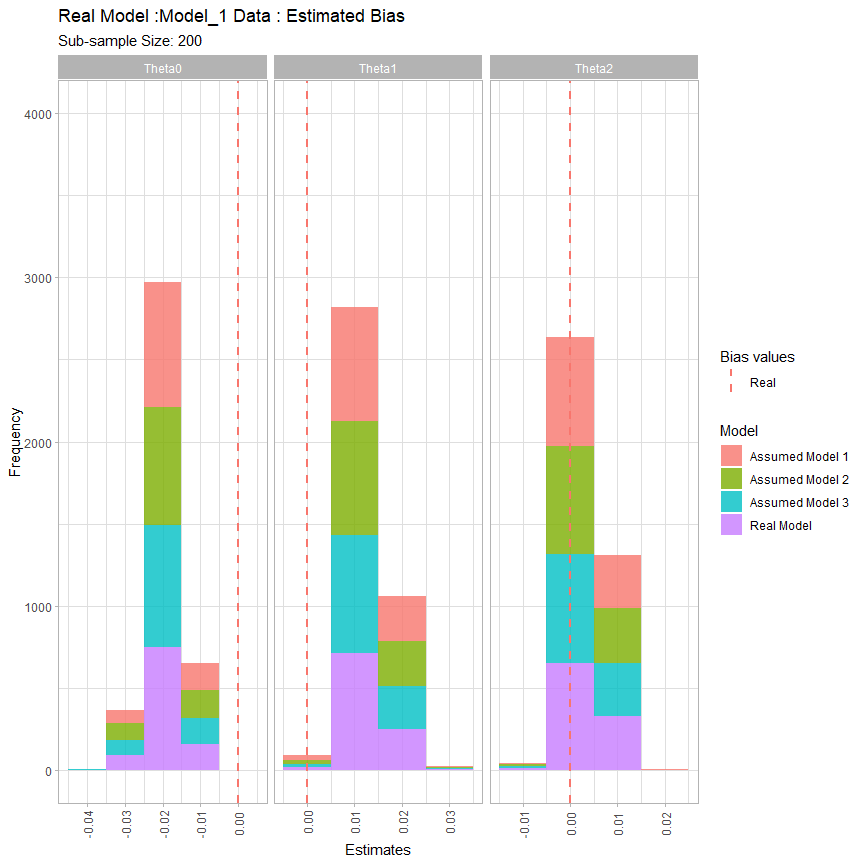 Real Model :Model_1 Data : Estimated Bias
Sub-sample Size: 200
Theta0 Theta1 Theta2
4000
3000
2000
1000
0
Frequency
-0.04 -0.03 -0.02 -0.01 0.00 0.00 0.01 0.02 0.03 -0.01 0.00 0.01 0.02
Estimates
Bias values
Real
Model
Assumed Model 1
Assumed Model 2
Assumed Model 3
Real Model